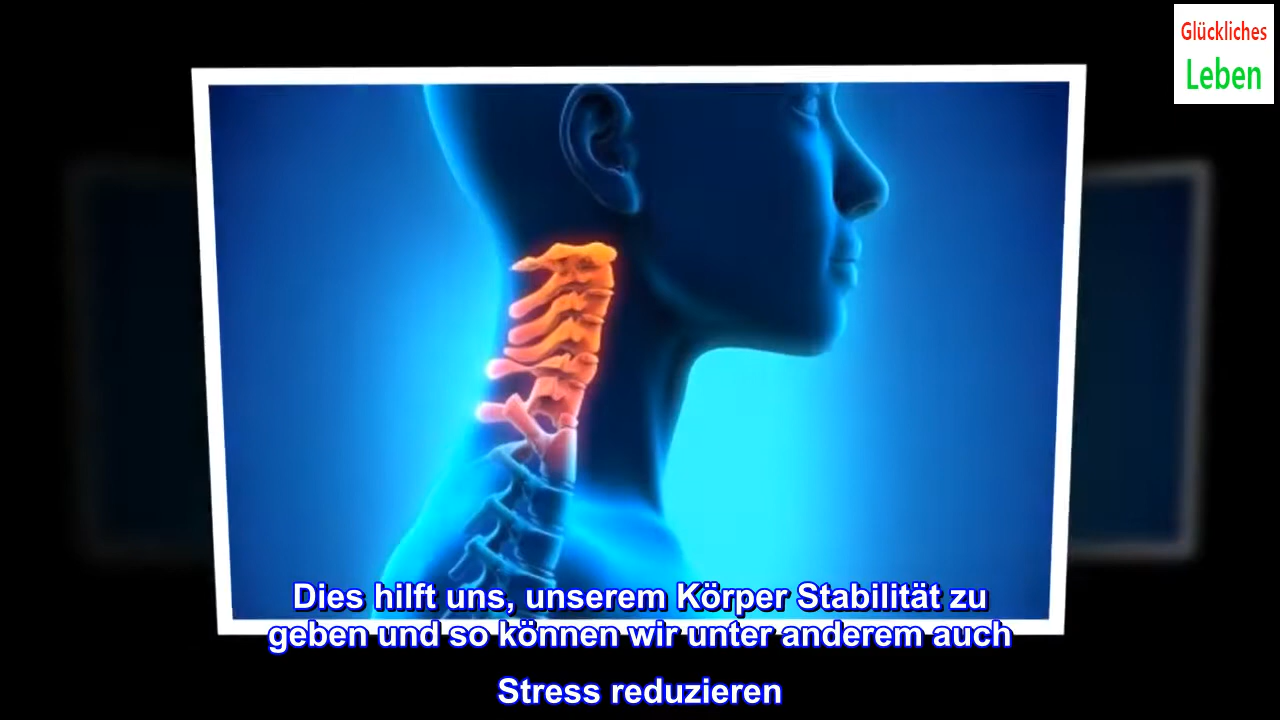 Glückliches
Leben
Dies hilft uns, unserem Körper Stabilität zu
geben und so können wir unter anderem auch
Stress reduzieren